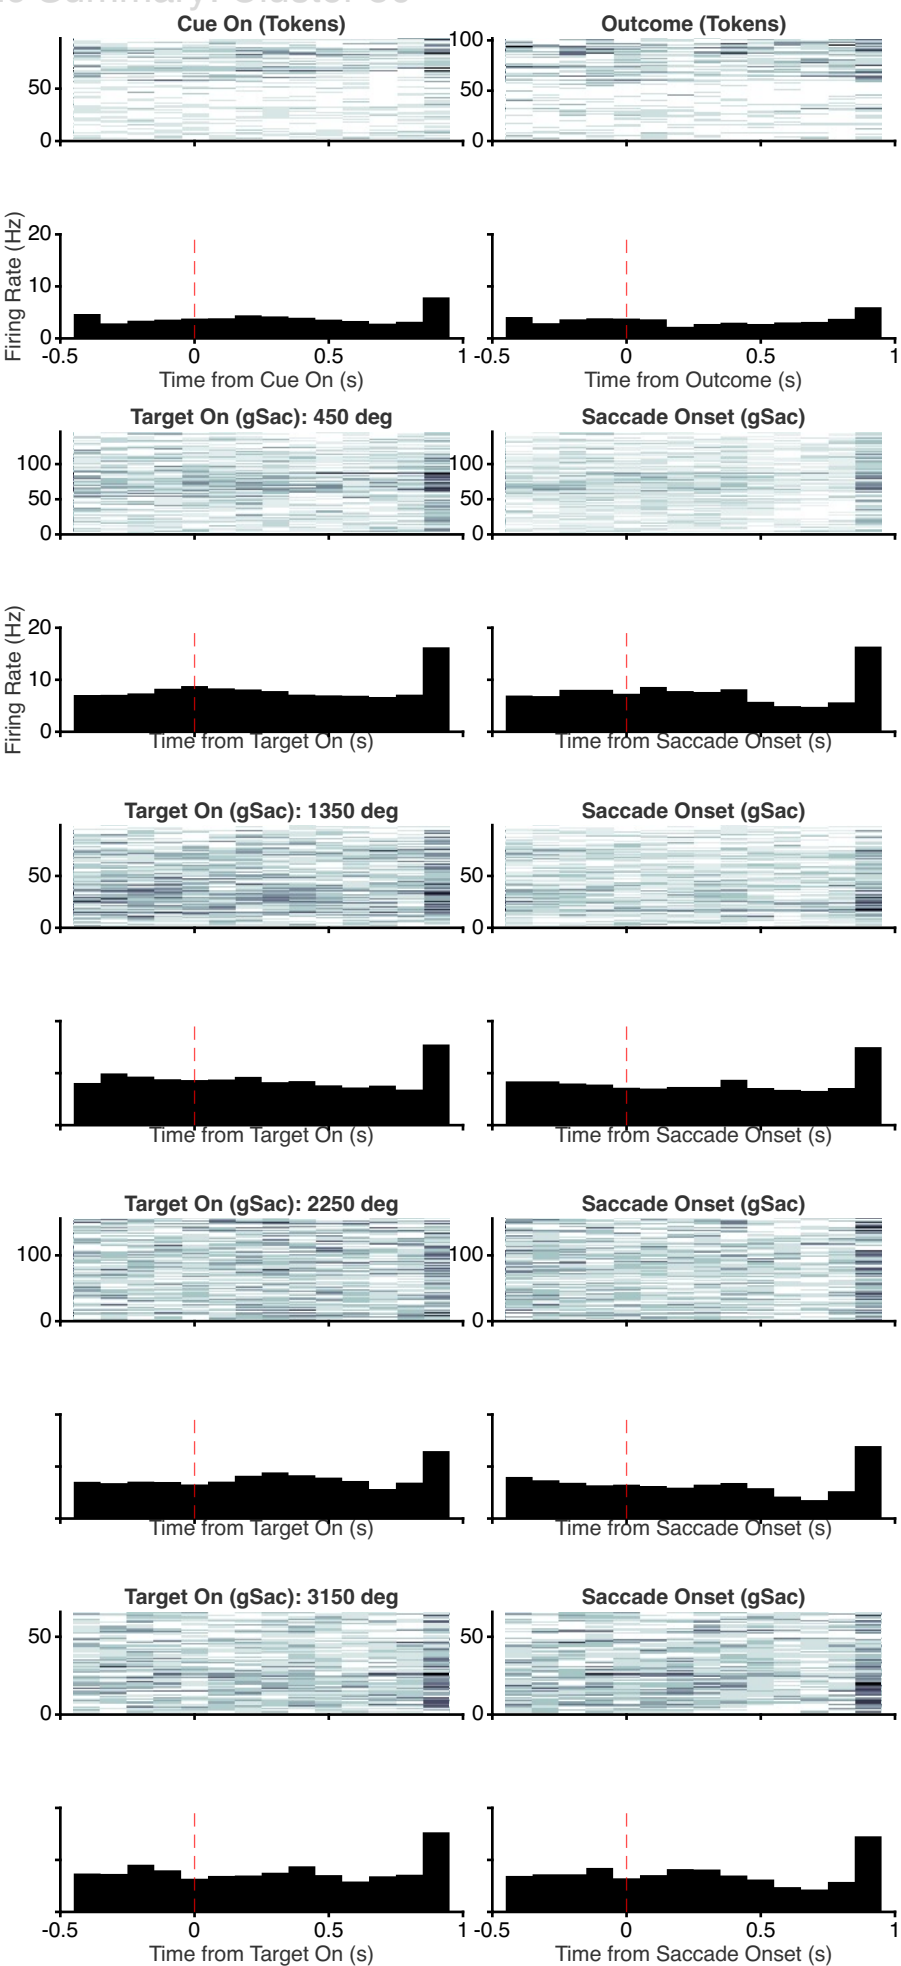 Summary: Cluster
Cue On (Tokens) Outcome (Tokens)
50 100
0 50
0
Firing Rate (Hz)
20
10
0
-0.5 0 0.5 1 -0.5 0 0.5 1
Time from Cue On (s) Time from Outcome (s)
Target On (gSac): 450 deg Saccade Onset (gSac)
100 100
50 50
0 0
Firing Rate (Hz)
20
10
0
Time from Target On (s) Time from Saccade Onset (s)
Target On (gSac): 1350 deg Saccade Onset (gSac)
50 50
0 0
Time from Target On (s) Time from Saccade Onset (s)
Target On (gSac): 2250 deg Saccade Onset (gSac)
100 100
0 0
Time from Target On (s) Time from Saccade Onset (s)
Target On (gSac): 3150 deg Saccade Onset (gSac)
50 50
0 0
-0.5 0 0.5 1 -0.5 0 0.5 1
Time from Target On (s) Time from Saccade Onset (s)